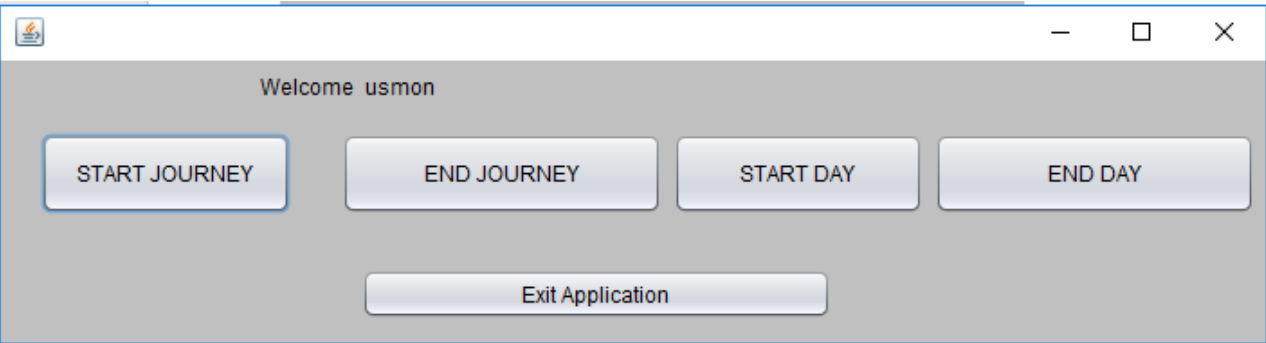 Welcome usmon
START JOURNEY END JOURNEY START DAY END DAY
Exit Application